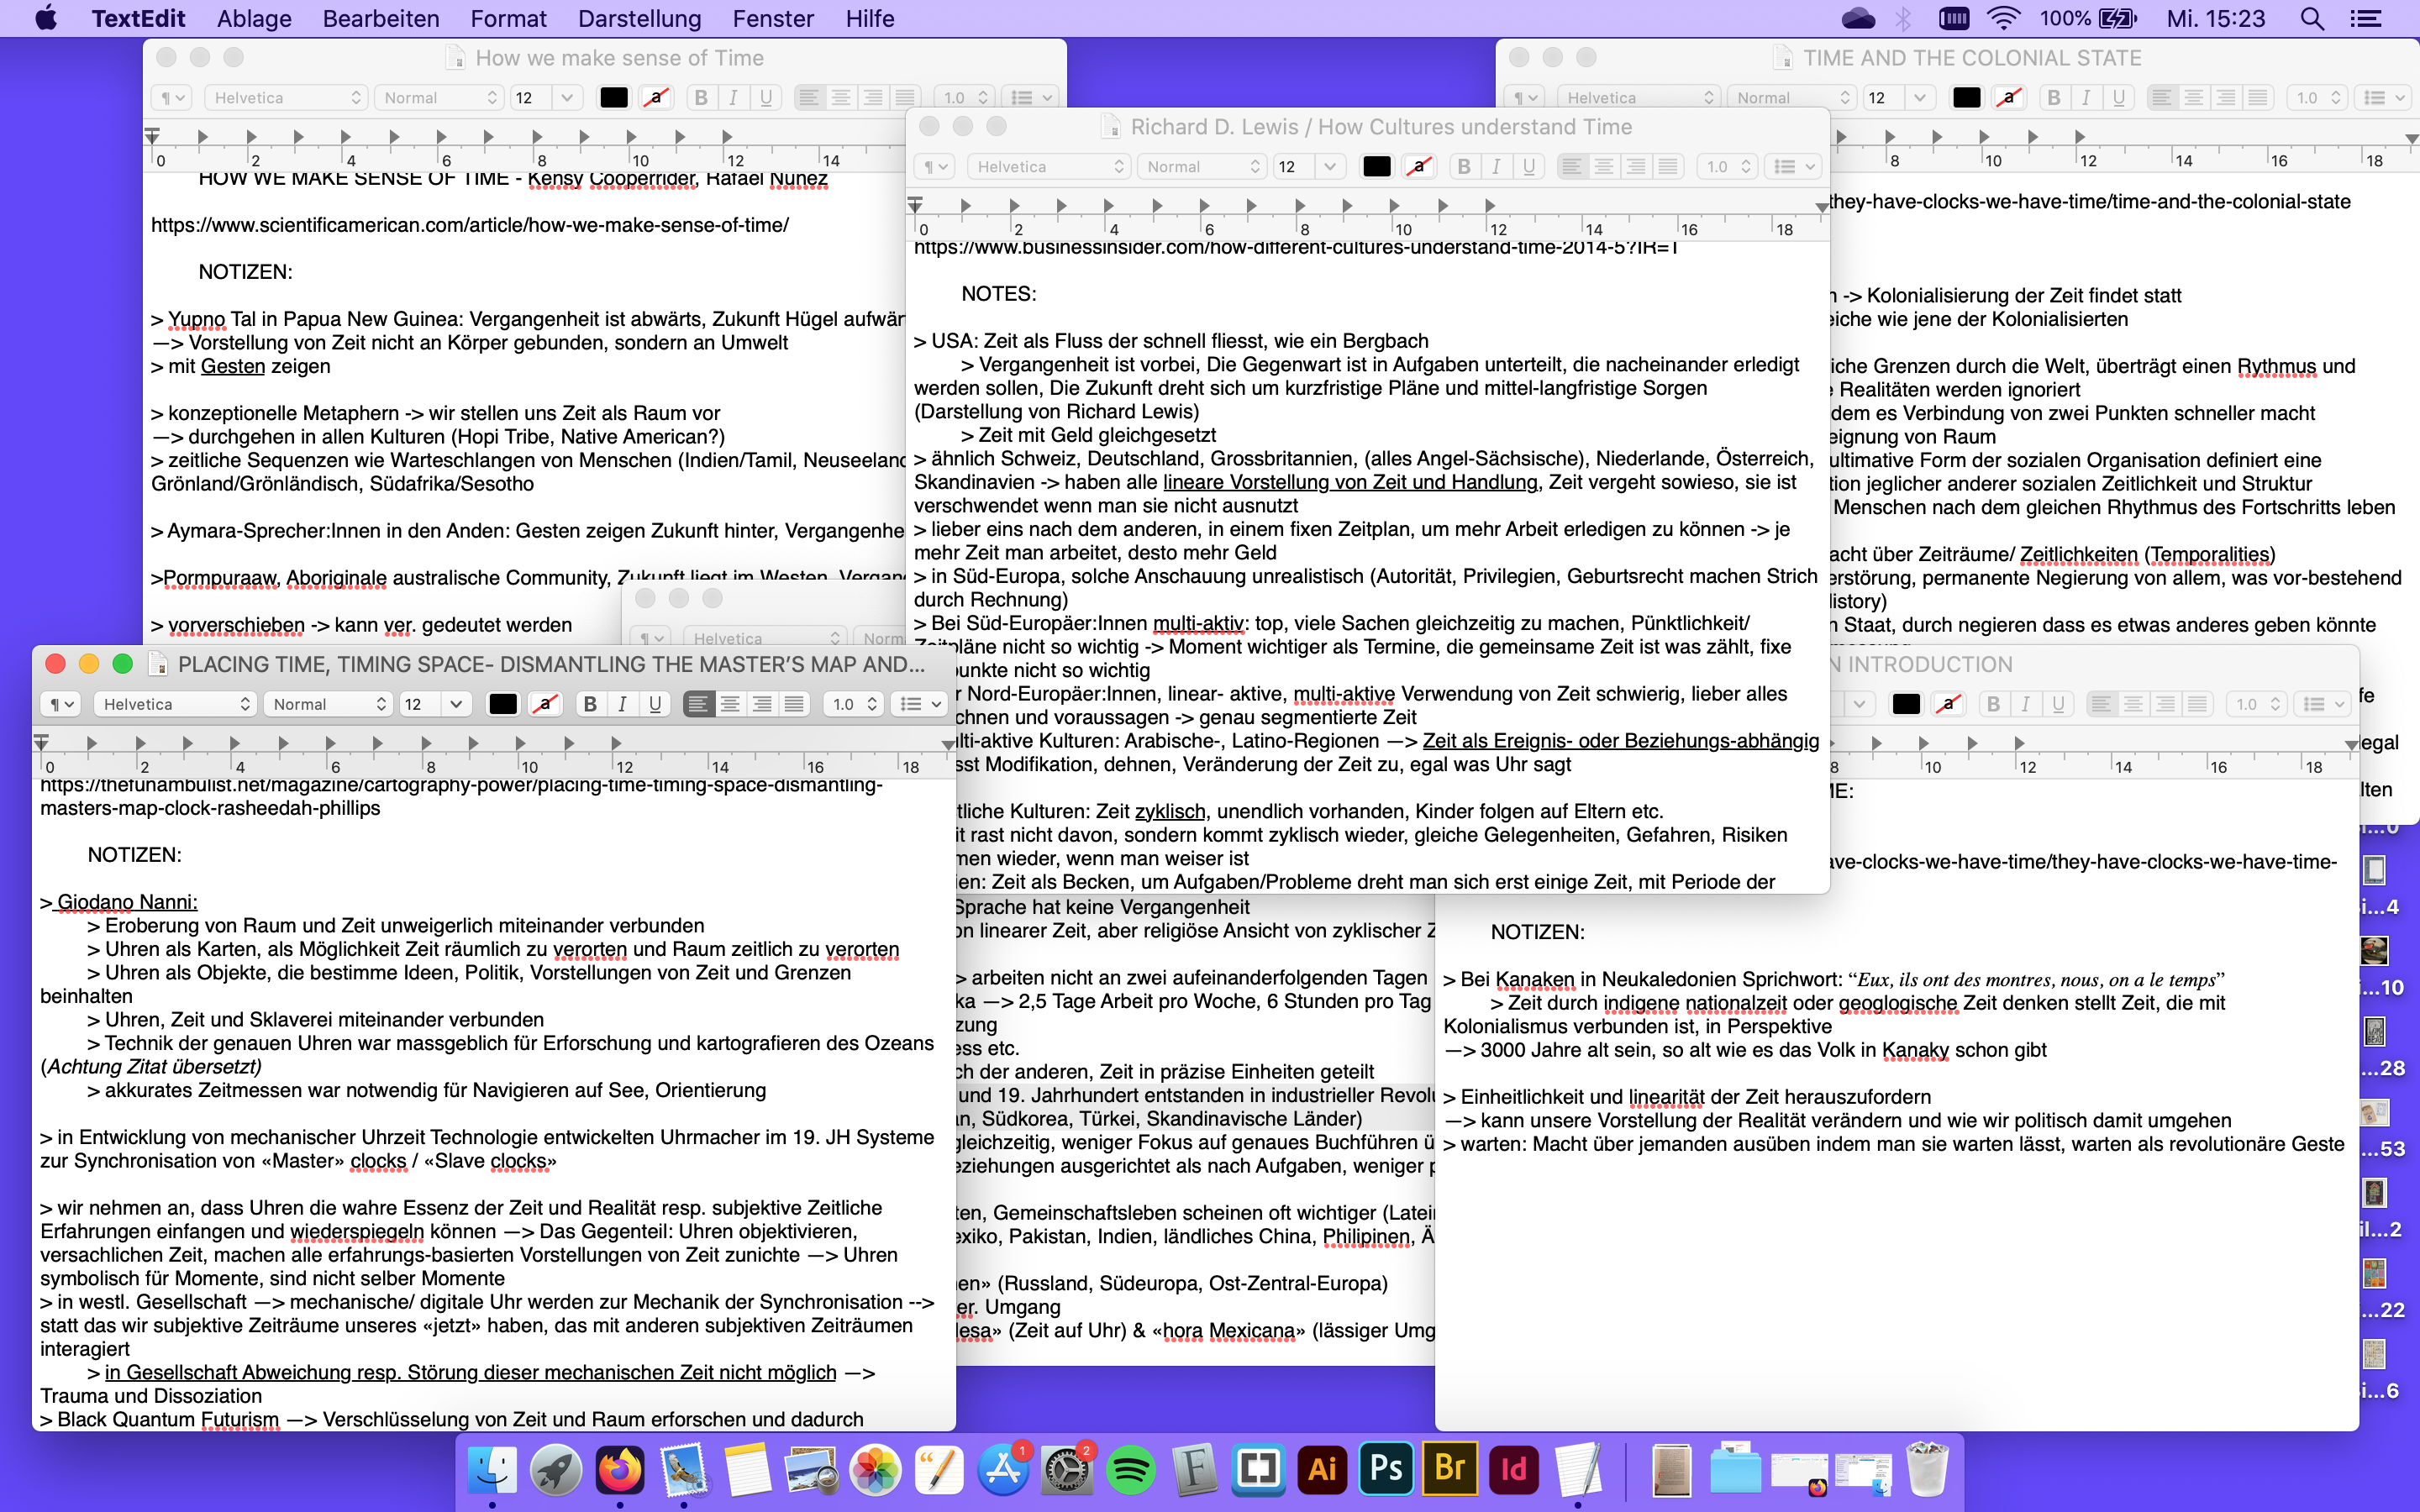 TextEdit Ablage Bearbeiten Format Darstellung Fenster Hilfe 100% Mi. 15:23
How we make sense of Time
Helvetica Normal 12 a B I U 1.0
0 2 4 6 8 10 12 14
HOW WE MAKE SENSE OF TIME - Kensy Cooperrider, Rafael Nunez
https://www.scientificamerican.com/article/how-we-make-sense-of-time/
NOTIZEN:
> Yupno Tal in Papua New Guinea: Vergangenheit ist abwärts, Zukunft Hügel aufwär
—> Vorstellung von Zeit nicht an Körper gebunden, sondern an Umwelt
> mit Gesten zeigen
> konzeptionelle Metaphern -> wir stellen uns Zeit als Raum vor
—> durchgehen in allen Kulturen (Hopi Tribe, Native American?)
> zeitliche Sequenzen wie Warteschlangen von Menschen (Indien/Tamil, Neuseeland
Grönland/Grönländisch, Südafrika/Sesotho
> Aymara-Sprecher:Innen in den Anden: Gesten zeigen Zukunft hinter, Vergangenhe
>Pormpuraaw, Aboriginale australische Community, Zukunft liegt im Westen, Vergan
> vorverschieben -> kann ver. gedeutet werden
Helvetica Norm
Richard D. Lewis / How Cultures understand Time
Helvetica Normal 12 a B I U 1.0
0 2 4 6 8 10 12 14 16 18
https://www.businessinsider.com/how-different-cultures-understand-time-2014-5?IR=T
NOTES:
> USA: Zeit als Fluss der schnell fliesst, wie ein Bergbach
> Vergangenheit ist vorbei, Die Gegenwart ist in Aufgaben unterteilt, die nacheinander erledigt
werden sollen, Die Zukunft dreht sich um kurzfristige Pläne und mittel-langfristige Sorgen
(Darstellung von Richard Lewis)
> Zeit mit Geld gleichgesetzt
> ähnlich Schweiz, Deutschland, Grossbritannien, (alles Angel-Sächsische), Niederlande, Österreich,
Skandinavien -> haben alle lineare Vorstellung von Zeit und Handlung, Zeit vergeht sowieso, sie ist
verschwendet wenn man sie nicht ausnutzt
> lieber eins nach dem anderen, in einem fixen Zeitplan, um mehr Arbeit erledigen zu können -> je
mehr Zeit man arbeitet, desto mehr Geld
> in Süd-Europa, solche Anschauung unrealistisch (Autorität, Privilegien, Geburtsrecht machen Strich
durch Rechnung)
> Bei Süd-Europäer:Innen multi-aktiv: top, viele Sachen gleichzeitig zu machen, Pünktlichkeit/
Zeitpläne nicht so wichtig -> Moment wichtiger als Termine, die gemeinsame Zeit ist was zählt, fixe
punkte nicht so wichtig
r Nord-Europäer:Innen, linear- aktive, multi-aktive Verwendung von Zeit schwierig, lieber alles
chnen und voraussagen -> genau segmentierte Zeit
ulti-aktive Kulturen: Arabische-, Latino-Regionen —> Zeit als Ereignis- oder Beziehungs-abhängig
sst Modifikation, dehnen, Veränderung der Zeit zu, egal was Uhr sagt
tliche Kulturen: Zeit zyklisch, unendlich vorhanden, Kinder folgen auf Eltern etc.
it rast nicht davon, sondern kommt zyklisch wieder, gleiche Gelegenheiten, Gefahren, Risiken
men wieder, wenn man weiser ist
ien: Zeit als Becken, um Aufgaben/Probleme dreht man sich erst einige Zeit, mit Periode der
TIME AND THE COLONIAL STATE
Helvetica Normal 12 a B I U 1.0
8 10 12 14 16 18
they-have-clocks-we-have-time/time-and-the-colonial-state
n -> Kolonialisierung der Zeit findet statt
eiche wie jene der Kolonialisierten
iche Grenzen durch die Welt, überträgt einen Rythmus und
e Realitäten werden ignoriert
dem es Verbindung von zwei Punkten schneller macht
eignung von Raum
ultimative Form der sozialen Organisation definiert eine
tion jeglicher anderer sozialen Zeitlichkeit und Struktur
Menschen nach dem gleichen Rhythmus des Fortschritts leben
acht über Zeiträume/ Zeitlichkeiten (Temporalities)
erstörung, permanente Negierung von allem, was vor-bestehend
listory)
n Staat, durch negieren dass es etwas anderes geben könnte
fe
legal
lten
PLACING TIME, TIMING SPACE- DISMANTLING THE MASTER'S MAP AND...
Helvetica Normal 12 a B I U 1.0
0 2 4 6 8 10 12 14 16 18
https://thefunambulist.net/magazine/cartography-power/placing-time-timing-space-dismantling-
masters-map-clock-rasheedah-phillips
NOTIZEN:
> Giodano Nanni:
> Eroberung von Raum und Zeit unweigerlich miteinander verbunden
> Uhren als Karten, als Möglichkeit Zeit räumlich zu verorten und Raum zeitlich zu verorten
> Uhren als Objekte, die bestimme Ideen, Politik, Vorstellungen von Zeit und Grenzen
beinhalten
> Uhren, Zeit und Sklaverei miteinander verbunden
> Technik der genauen Uhren war massgeblich für Erforschung und kartografieren des Ozeans
(Achtung Zitat übersetzt)
> akkurates Zeitmessen war notwendig für Navigieren auf See, Orientierung
> in Entwicklung von mechanischer Uhrzeit Technologie entwickelten Uhrmacher im 19. JH Systeme
zur Synchronisation von «Master» clocks / «Slave clocks»
> wir nehmen an, dass Uhren die wahre Essenz der Zeit und Realität resp. subjektive Zeitliche
Erfahrungen einfangen und wiederspiegeln können —> Das Gegenteil: Uhren objektivieren,
versachlichen Zeit, machen alle erfahrungs-basierten Vorstellungen von Zeit zunichte —> Uhren
symbolisch für Momente, sind nicht selber Momente
> in westl. Gesellschaft —> mechanische/ digitale Uhr werden zur Mechanik der Synchronisation -->
statt das wir subjektive Zeiträume unseres «jetzt» haben, das mit anderen subjektiven Zeiträumen
interagiert
> in Gesellschaft Abweichung resp. Störung dieser mechanischen Zeit nicht möglich —>
Trauma und Dissoziation
> Black Quantum Futurism —> Verschlüsselung von Zeit und Raum erforschen und dadurch
Sprache hat keine Vergangenheit
on linearer Zeit, aber religiöse Ansicht von zyklischer Z
> arbeiten nicht an zwei aufeinanderfolgenden Tagen
ka —> 2,5 Tage Arbeit pro Woche, 6 Stunden pro Tag
zung
ess etc.
ch der anderen, Zeit in präzise Einheiten geteilt
und 19. Jahrhundert entstanden in industrieller Revolu
an, Südkorea, Türkei, Skandinavische Länder)
gleichzeitig, weniger Fokus auf genaues Buchführen ü
eziehungen ausgerichtet als nach Aufgaben, weniger p
ten, Gemeinschaftsleben scheinen oft wichtiger (Latei
exiko, Pakistan, Indien, ländliches China, Philipinen, Ä
nen» (Russland, Südeuropa, Ost-Zentral-Europa)
er. Umgang
lesa» (Zeit auf Uhr) & «hora Mexicana» (lässiger Umg
N INTRODUCTION
a B I U 1.0
8 10 12 14 16 18
ME:
ave-clocks-we-have-time/they-have-clocks-we-have-time-
NOTIZEN:
> Bei Kanaken in Neukaledonien Sprichwort: “Eux, ils ont des montres, nous, on a le temps”
> Zeit durch indigene nationalzeit oder geoglogische Zeit denken stellt Zeit, die mit
Kolonialismus verbunden ist, in Perspektive
—> 3000 Jahre alt sein, so alt wie es das Volk in Kanaky schon gibt
> Einheitlichkeit und linearität der Zeit herauszufordern
—> kann unsere Vorstellung der Realität verändern und wie wir politisch damit umgehen
> warten: Macht über jemanden ausüben indem man sie warten lässt, warten als revolutionäre Geste
i...0
i...4
...10
...28
...53
il...2
...22
i...6
1 2 F Ai Ps Br Id